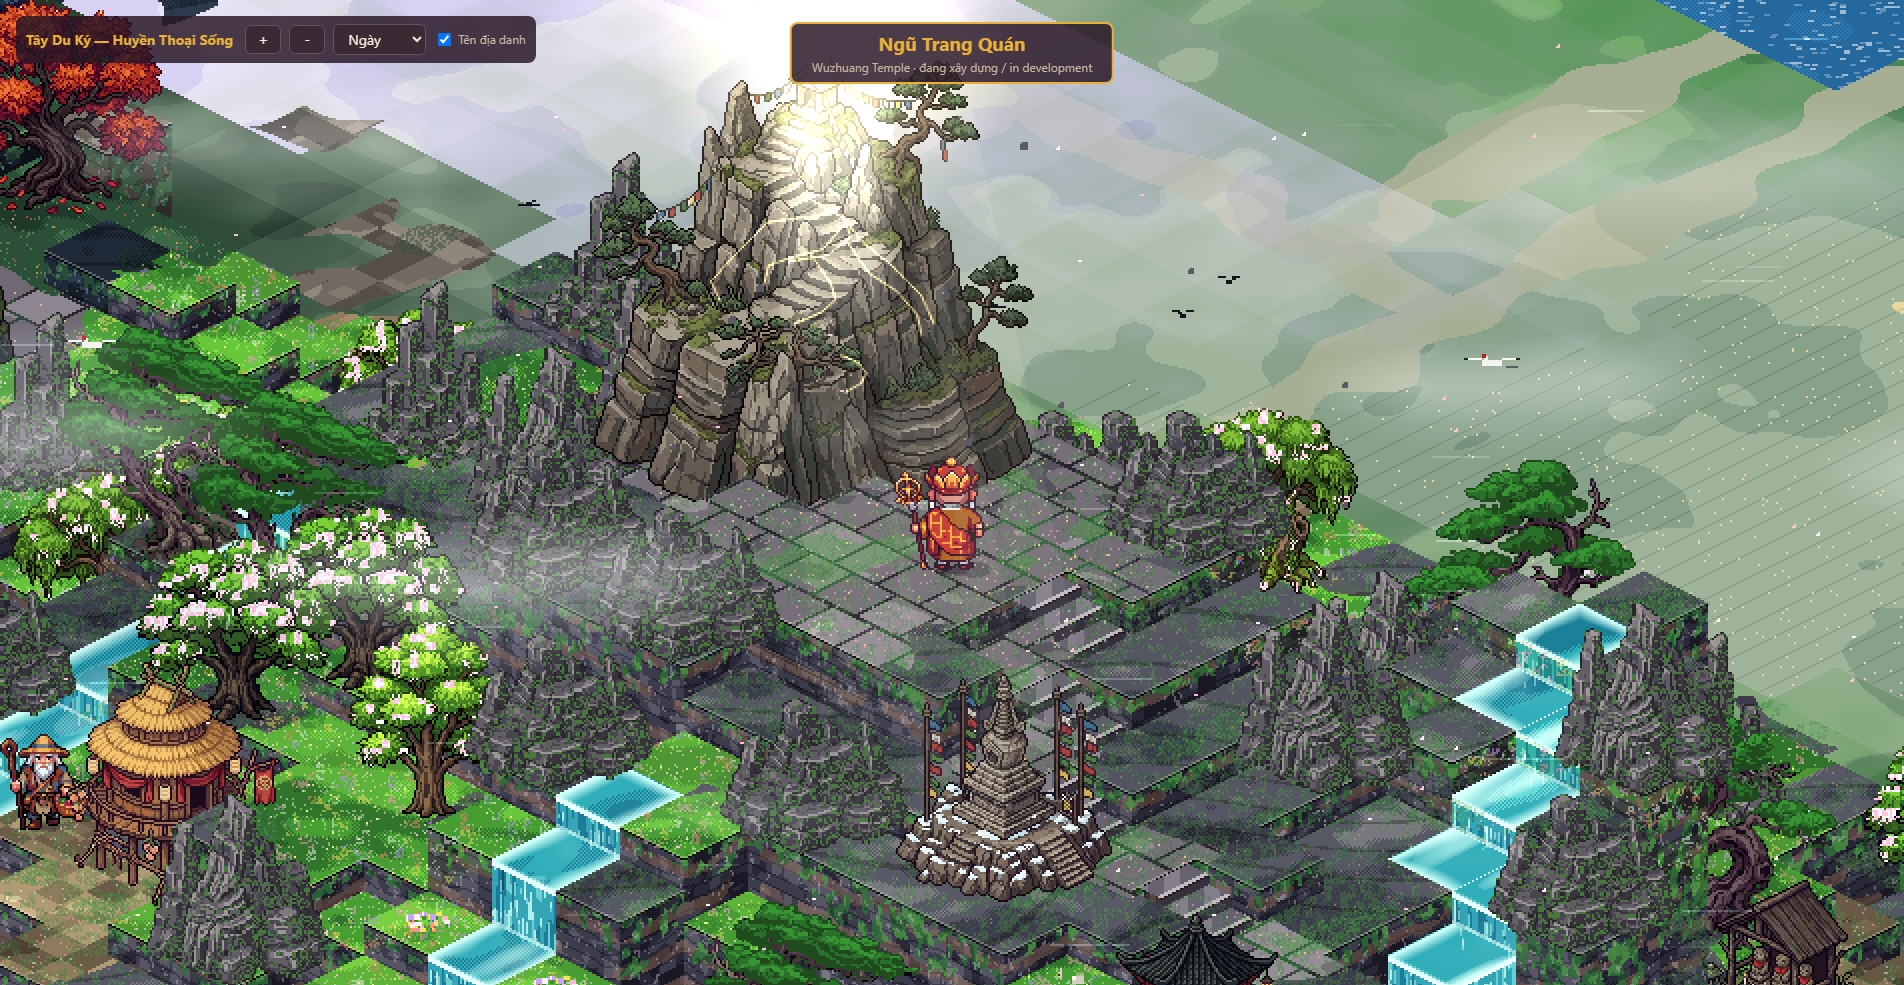 Tây Du Ký — Huyền Thoại Sống
+
-
Ngày
Tên địa danh
Ngũ Trang Quán
Wuzhuang Temple · đang xây dựng / in development